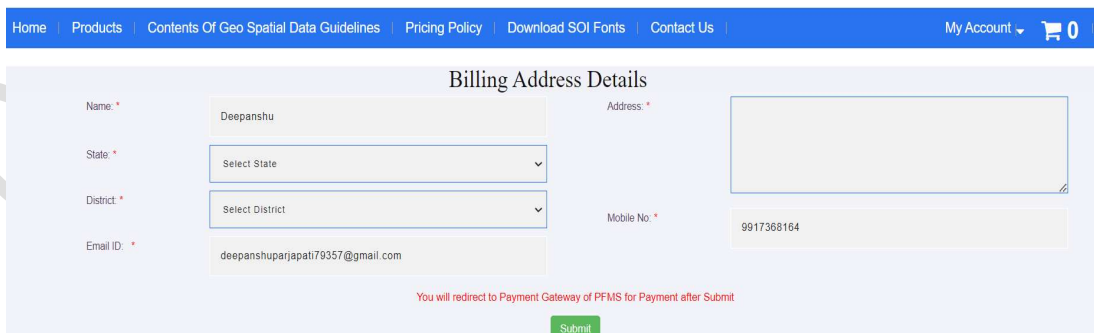 Home | Products | Contents Of Geo Spatial Data Guidelines | Pricing Policy | Download SOI Fonts | Contact Us | My Account 0
Billing Address Details
Name: * Deepanshu
Address: *
State: * Select State
District: * Select District
Mobile No: * 9917368164
Email ID: * deepanshuparjapati79357@gmail.com
You will redirect to Payment Gateway of PFMS for Payment after Submit
Submit